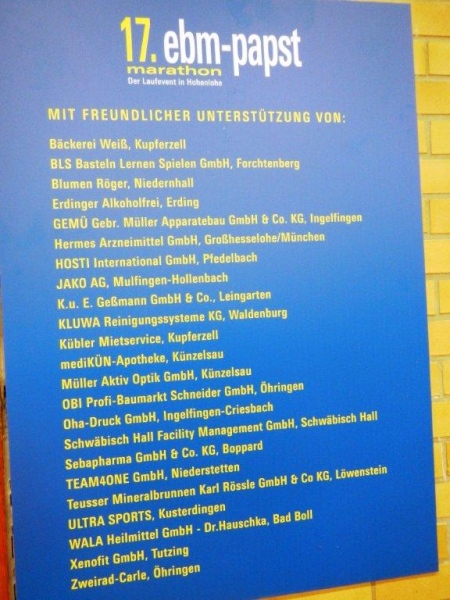 17. ebm-papst
marathon
Der Laufevent in Hohenlohe
MIT FREUNDLICHER UNTERSTÜTZUNG VON:
Bäckerei Weiß, Kupferzell
BLS Basteln Lernen Spielen GmbH, Forchtenberg
Blumen Röger, Niedernhall
Erdinger Alkoholfrei, Erding
GEMÜ Gebr. Müller Apparatebau GmbH & Co. KG, Ingelfingen
Hermes Arzneimittel GmbH, Großhesselohe/München
HOSTI International GmbH, Pfedelbach
JAKO AG, Mulfingen-Hollenbach
K.u. E. Geßmann GmbH & Co., Leingarten
KLUWA Reinigungssysteme KG, Waldenburg
Kübler Mietservice, Kupferzell
mediKÜN-Apotheke, Künzelsau
Müller Aktiv Optik GmbH, Künzelsau
OBI Profi-Baumarkt Schneider GmbH, Öhringen
Oha-Druck GmbH, Ingelfingen-Criesbach
Schwäbisch Hall Facility Management GmbH, Schwäbisch Hall
Sebapharma GmbH & Co. KG, Boppard
TEAM4ONE GmbH, Niederstetten
Teusser Mineralbrunnen Karl Rössle GmbH & Co KG, Löwenstein
ULTRA SPORTS, Kusterdingen
WALA Heilmittel GmbH - Dr.Hauschka, Bad Boll
Xenofit GmbH, Tutzing
Zweirad-Carle, Öhringen